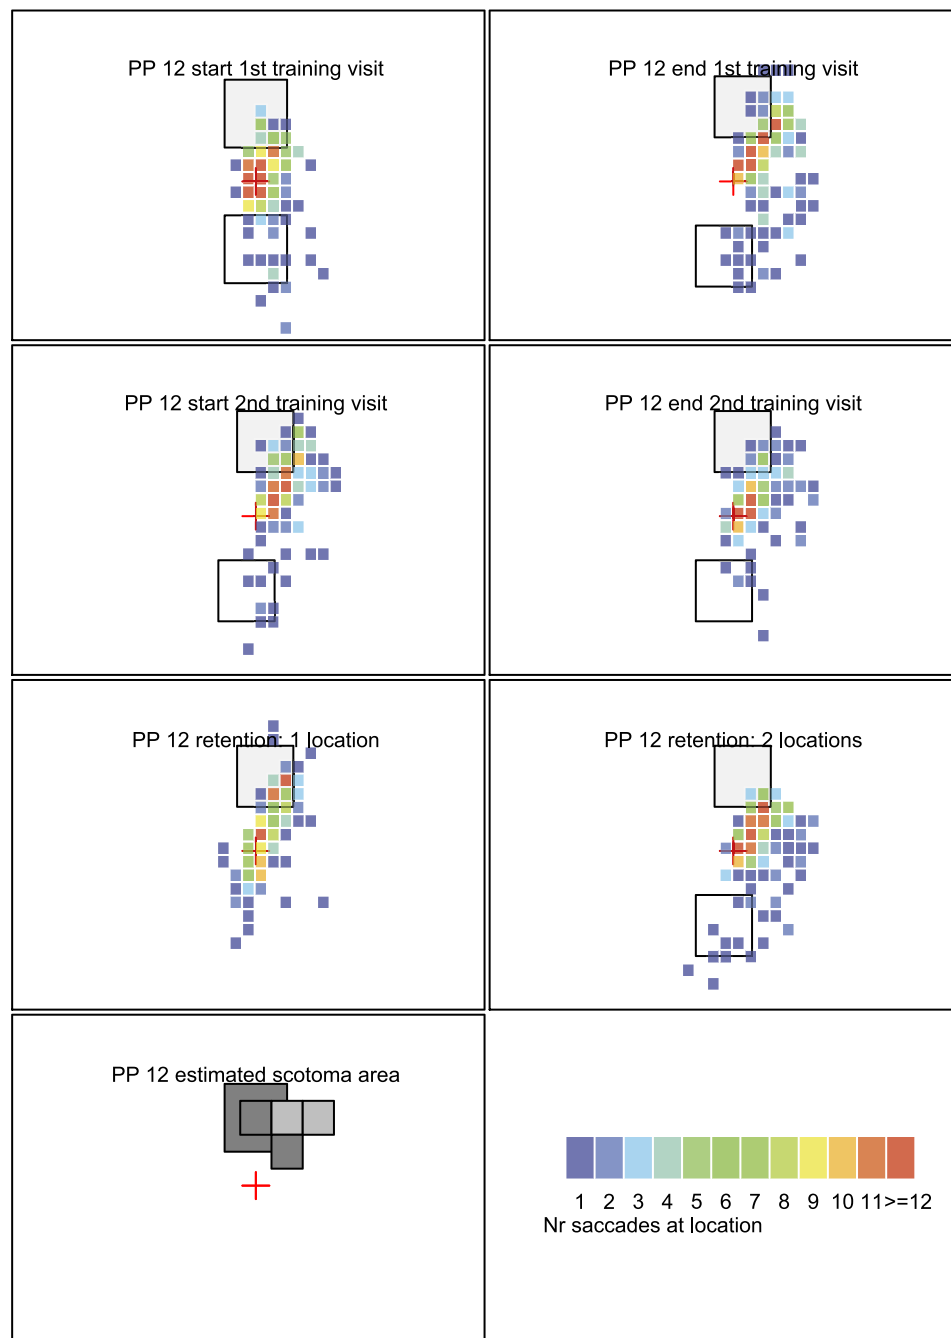 PP 12 start 1st training visit
PP 12 end 1st training visit
PP 12 start 2nd training visit
PP 12 end 2nd training visit
PP 12 retention: 1 location
PP 12 retention: 2 locations
PP 12 estimated scotoma area
1 2 3 4 5 6 7 8 9 10 11 >=12
Nr saccades at location